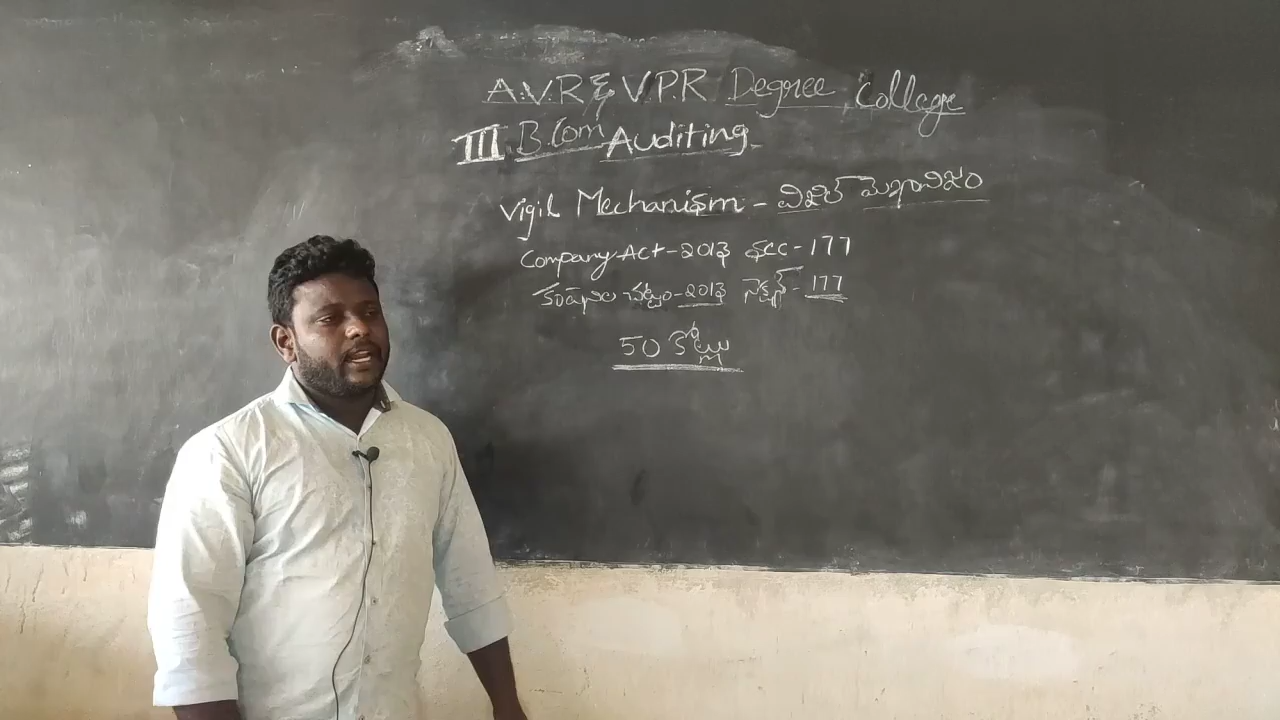 A.V.R & V.P.R Degree College
III B.Com Auditing
Vigil Mechanism - విజిల్ మెఖానిజం
Company Act - 2013 Sec - 177
కంపెనీల చట్టం - 2013 సెక్షన్ - 177
50 కోట్లు